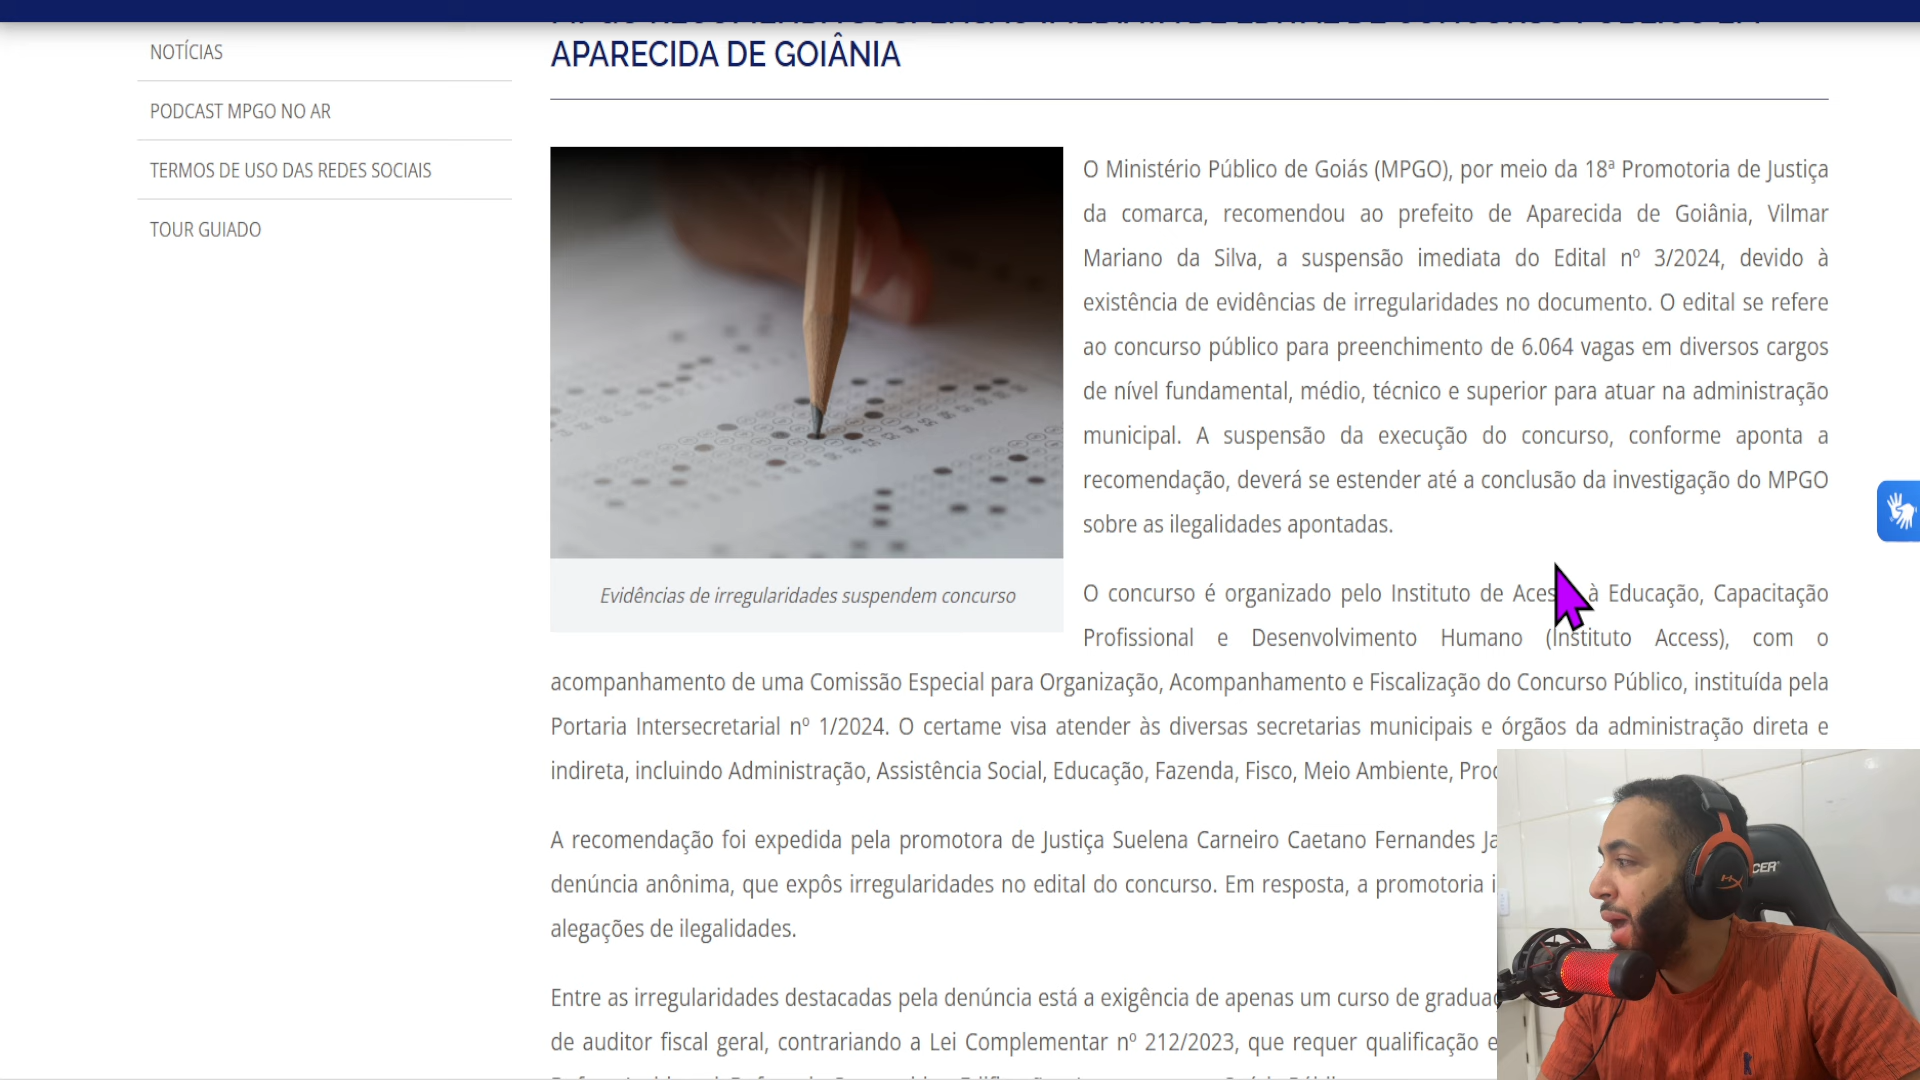 NOTÍCIAS
PODCAST MPGO NO AR
TERMOS DE USO DAS REDES SOCIAIS
TOUR GUIADO
APARECIDA DE GOIÂNIA
Evidências de irregularidades suspendem concurso
O Ministério Público de Goiás (MPGO), por meio da 18ª Promotoria de Justiça
da comarca, recomendou ao prefeito de Aparecida de Goiânia, Vilmar
Mariano da Silva, a suspensão imediata do Edital nº 3/2024, devido à
existência de evidências de irregularidades no documento. O edital se refere
ao concurso público para preenchimento de 6.064 vagas em diversos cargos
de nível fundamental, médio, técnico e superior para atuar na administração
municipal. A suspensão da execução do concurso, conforme aponta a
recomendação, deverá se estender até a conclusão da investigação do MPGO
sobre as ilegalidades apontadas.
O concurso é organizado pelo Instituto de à Educação, Capacitação
Profissional e Desenvolvimento Humano (Instituto Access), com o
acompanhamento de uma Comissão Especial para Organização, Acompanhamento e Fiscalização do Concurso Público, instituída pela
Portaria Intersecretarial nº 1/2024. O certame visa atender às diversas secretarias municipais e órgãos da administração direta e
indireta, incluindo Administração, Assistência Social, Educação, Fazenda, Fisco, Meio Ambiente,
A recomendação foi expedida pela promotora de Justiça Suelena Carneiro Caetano Fernandes
denúncia anônima, que expôs irregularidades no edital do concurso. Em resposta, a promotoria
alegações de ilegalidades.
Entre as irregularidades destacadas pela denúncia está a exigência de apenas um curso de
de auditor fiscal geral, contrariando a Lei Complementar nº 212/2023, que requer qualificação